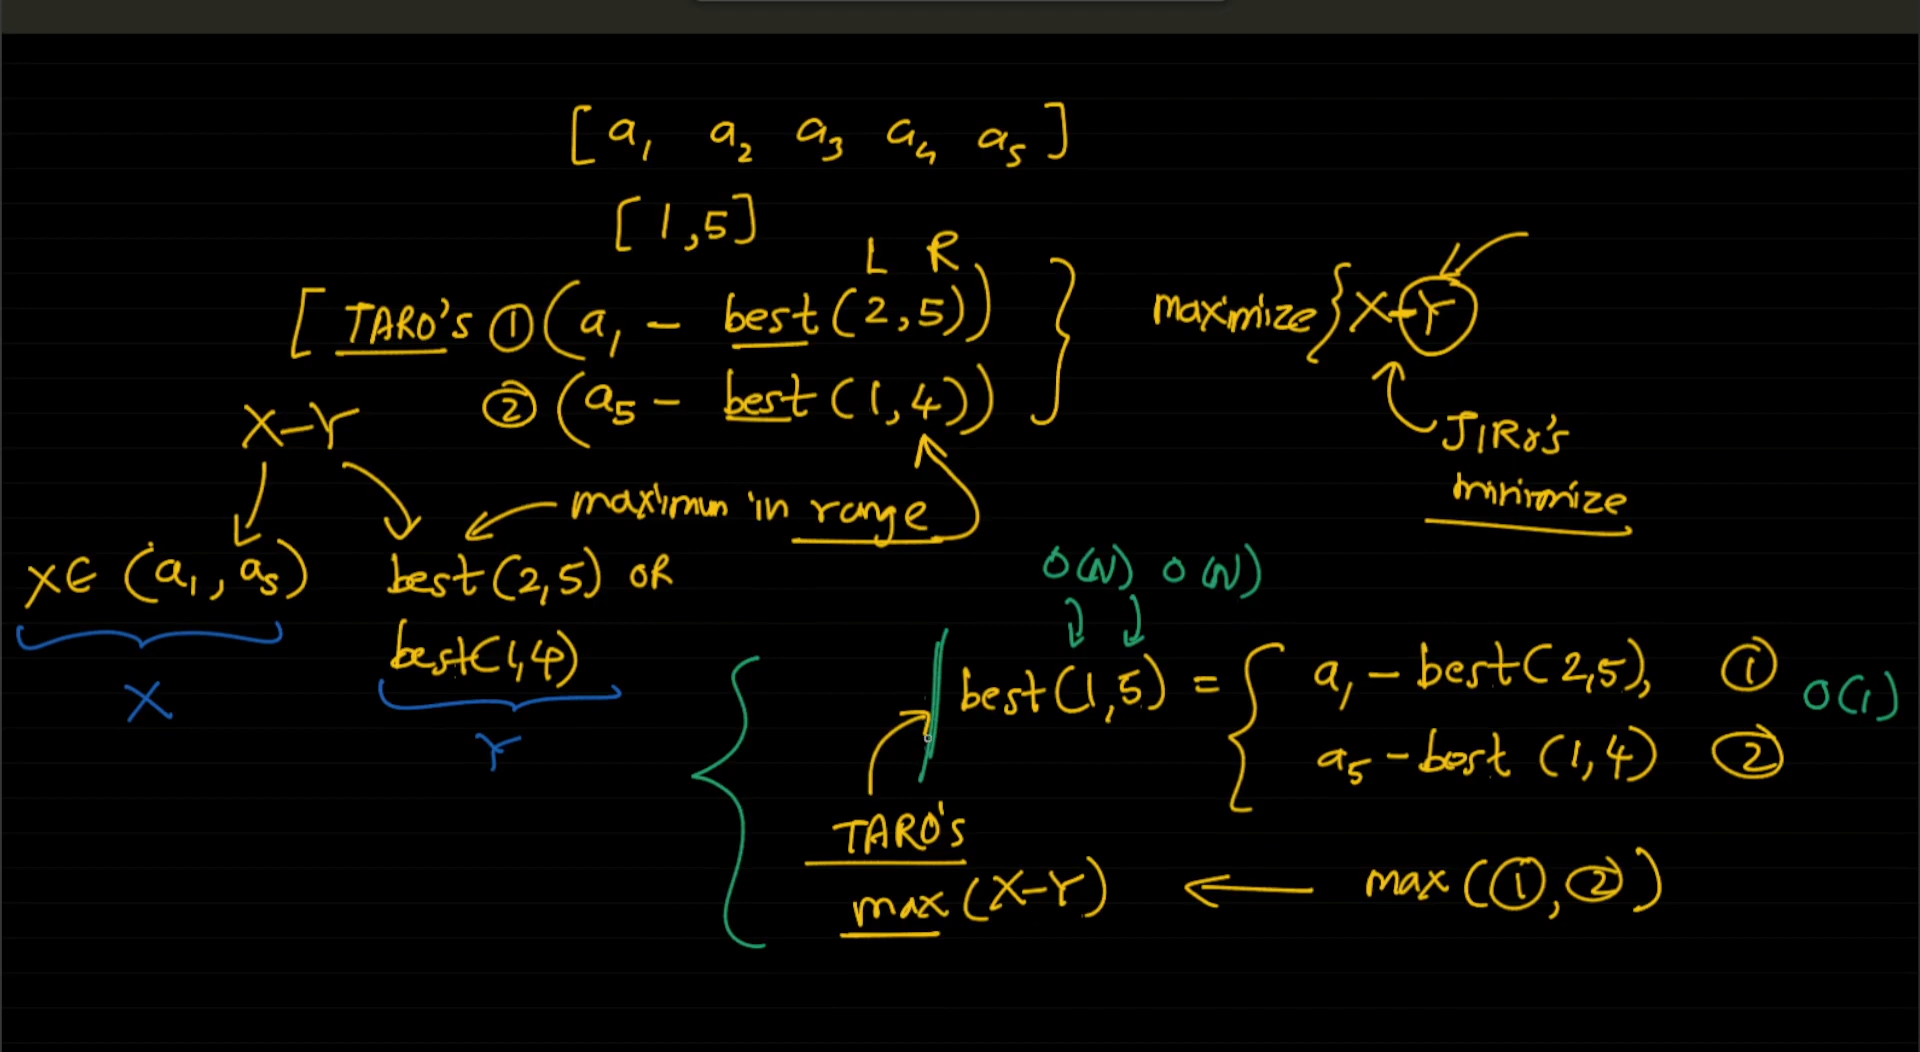 [a₁ a₂ a₃ a₄ a₅]
[1,5]
L R
[TARO's ① (a₁ - best(2,5))
② (a₅ - best(1,4))
}
maximize} X-Y
JIRO's
minimize
X-Y
maximum in range
X∈(a₁, a₅)
best(2,5) OR
best(1,4)
X
Y
O(N) O(N)
best(1,5) = {
a₁ - best(2,5), ①
a₅ - best(1,4) ②
O(1)
TARO's
max(X-Y) ← max(①,②)